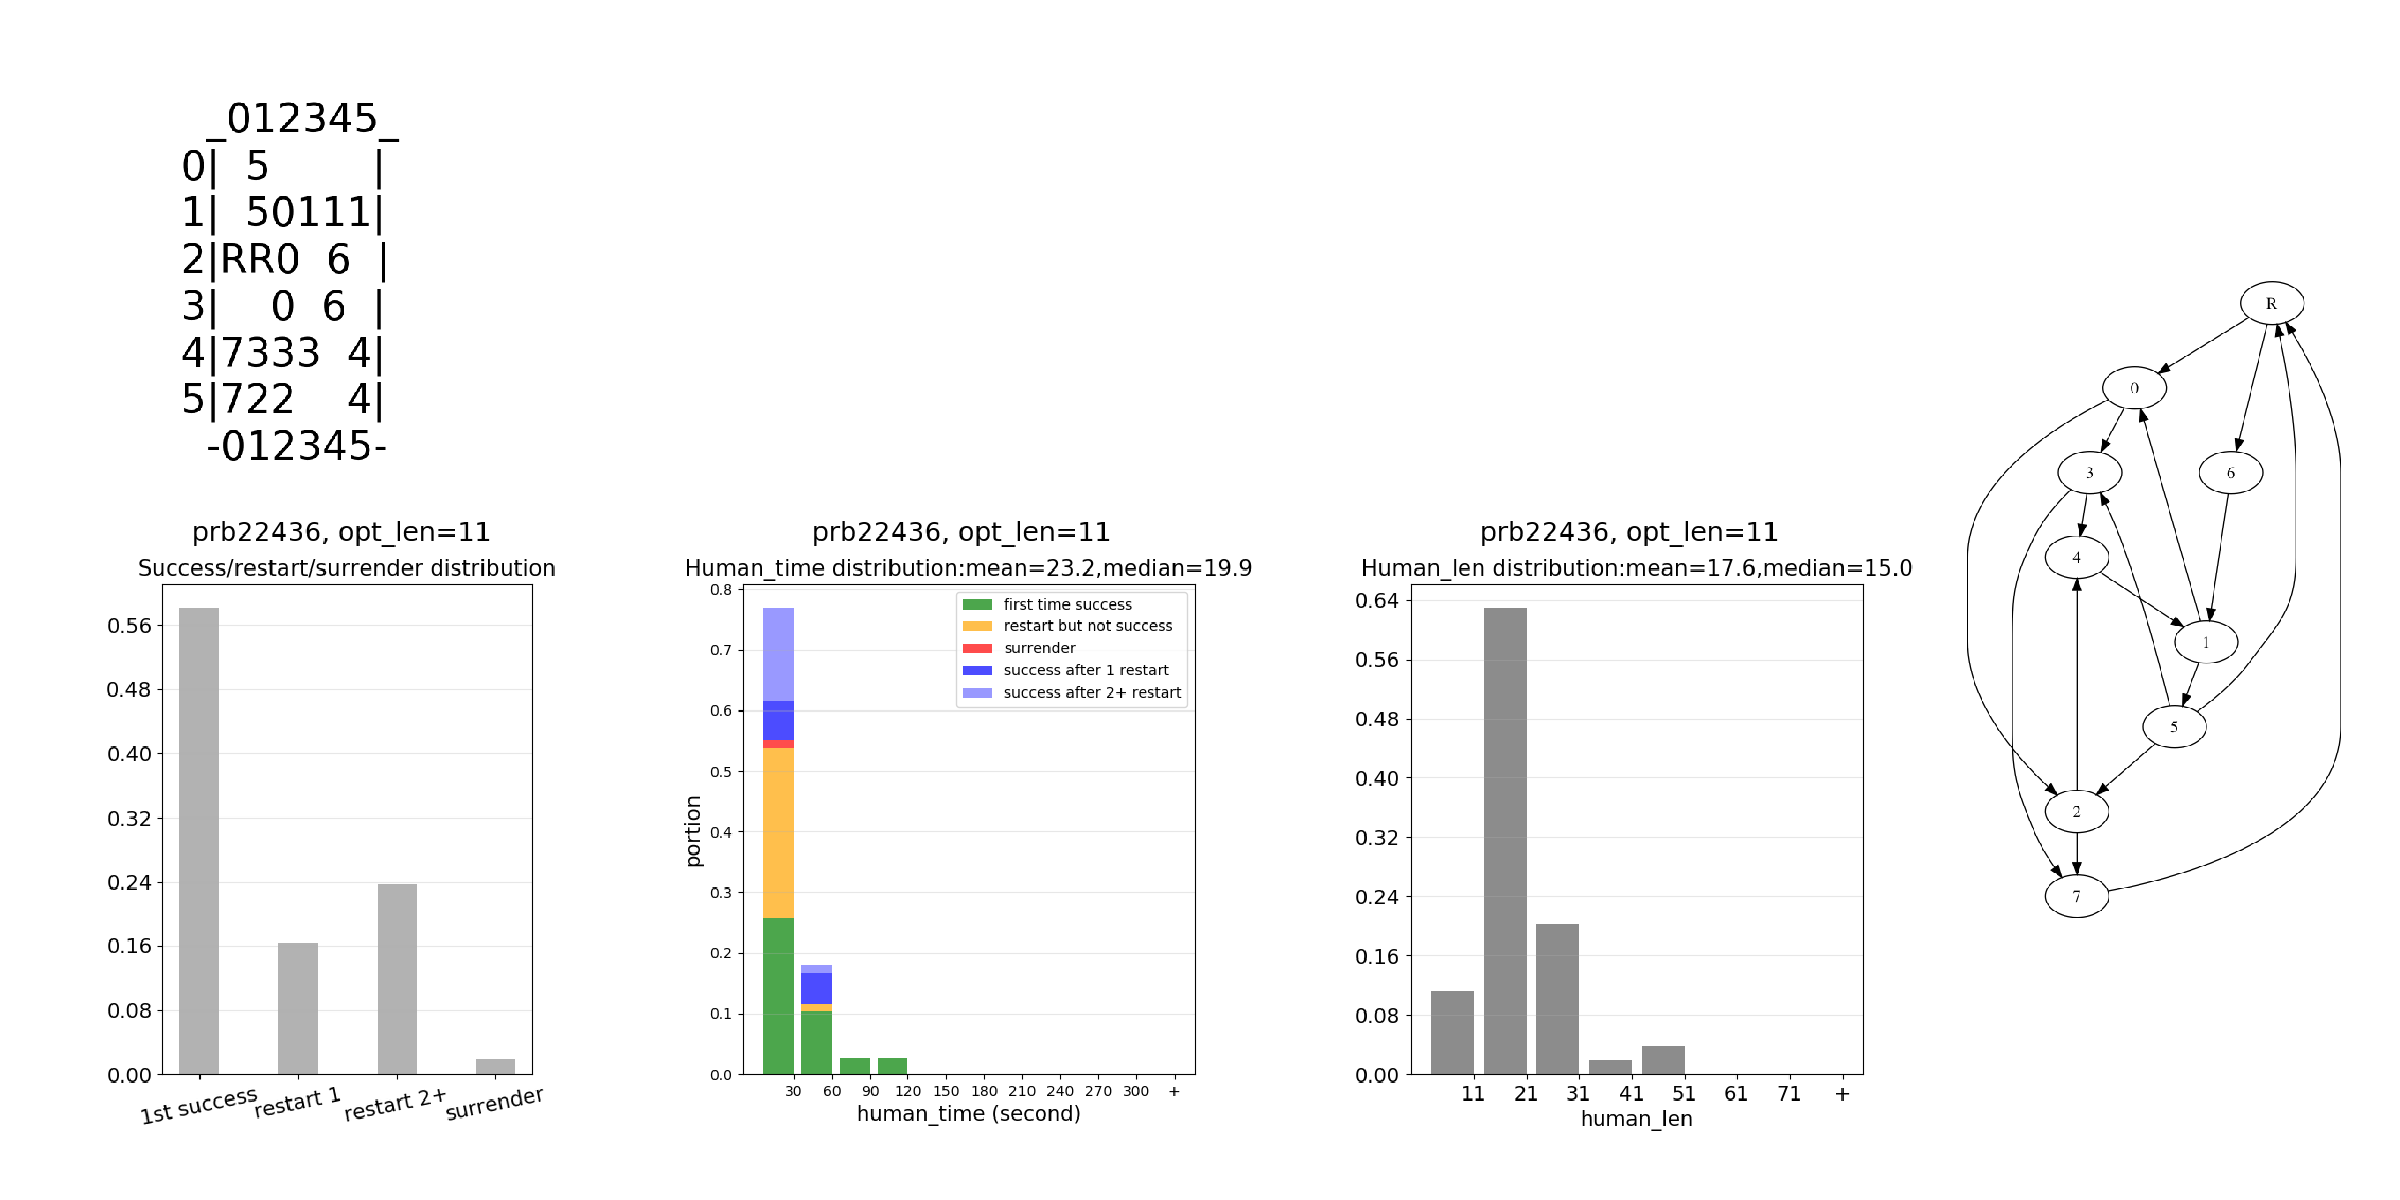 _012345_
0| 5    |
1| 50111|
2|RR0 6 |
3|  0 6 |
4|7333 4|
5|722  4|
-012345-
prb22436, opt_len=11
Success/restart/surrender distribution
0.56
0.48
0.40
0.32
0.24
0.16
0.08
0.00
1st success restart 1 restart 2+ surrender
prb22436, opt_len=11
Human_time distribution:mean=23.2,median=19.9
portion
0.8
0.7
0.6
0.5
0.4
0.3
0.2
0.1
0.0
first time success
restart but not success
surrender
success after 1 restart
success after 2+ restart
30 60 90 120 150 180 210 240 270 300 +
human_time (second)
prb22436, opt_len=11
Human_len distribution:mean=17.6,median=15.0
0.64
0.56
0.48
0.40
0.32
0.24
0.16
0.08
0.00
11 21 31 41 51 61 71 +
human_len
R
0
3 6
4
1
5
2
7